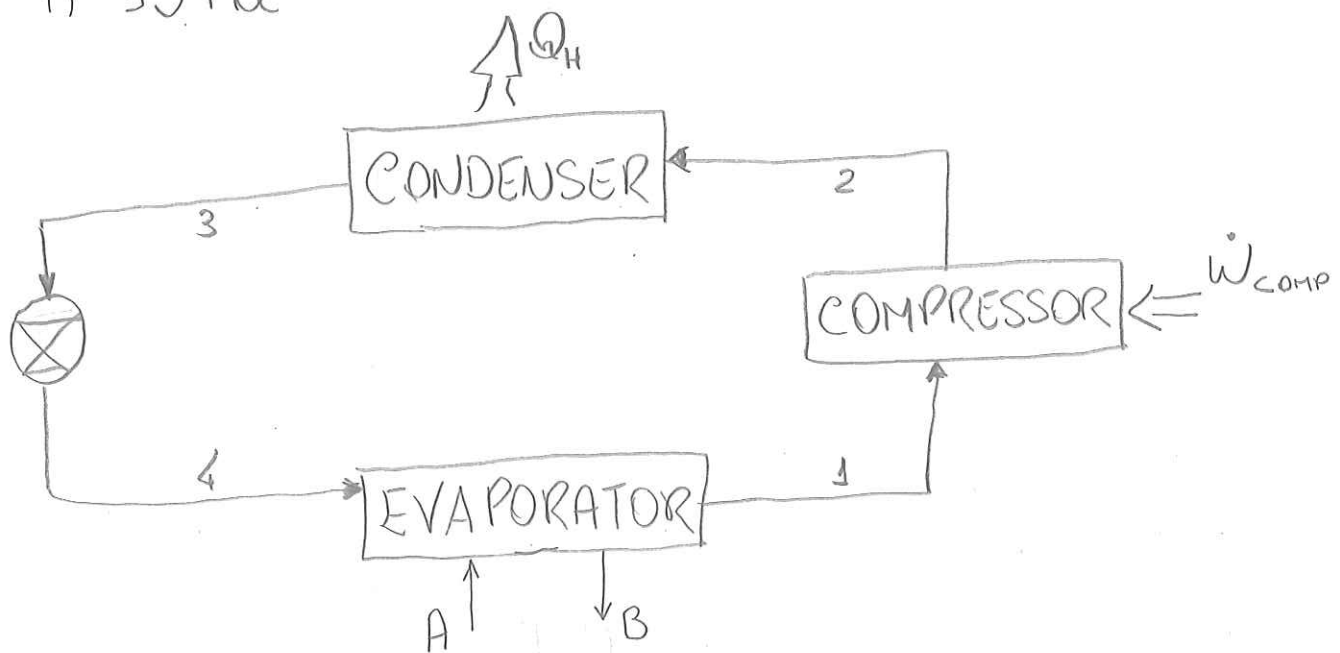 Q_H
CONDENSER
2
3
Ẇ_COMP
COMPRESSOR
4
1
EVAPORATOR
A
B